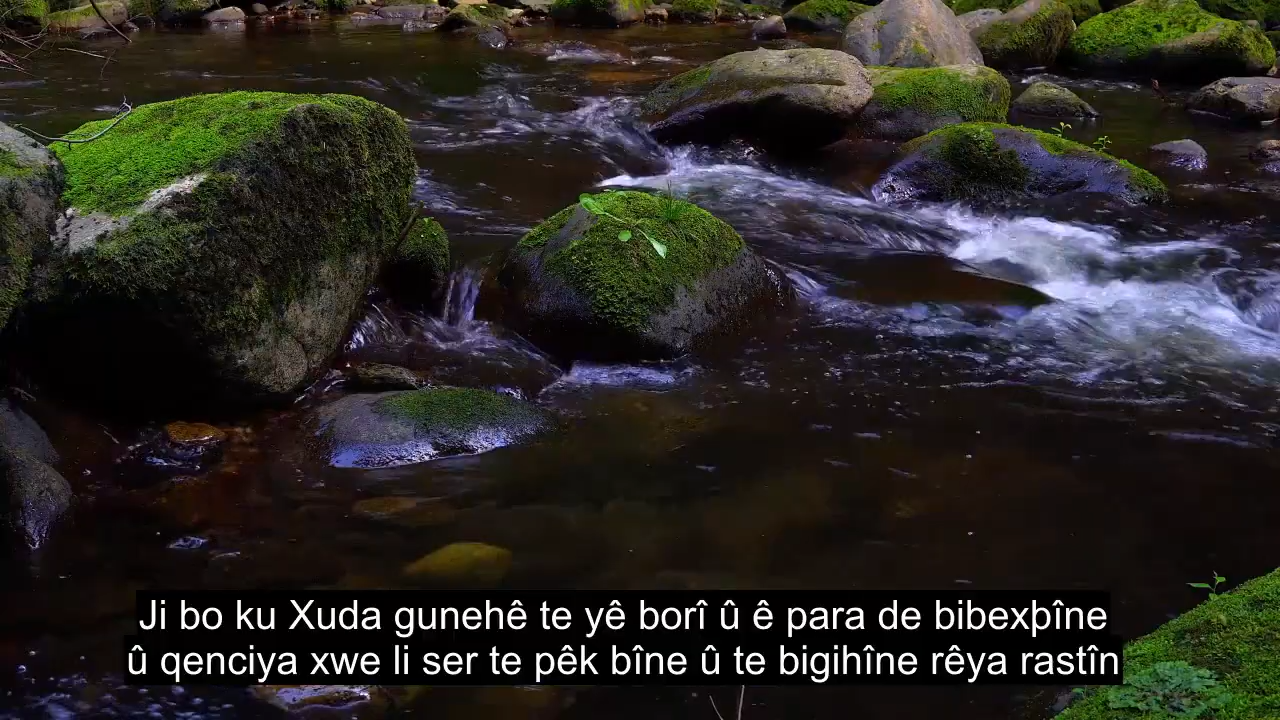 Ji bo ku Xuda gunehê te yê borî û ê para de bibexþîne
û qenciya xwe li ser te pêk bîne û te bigihîne rêya rastîn